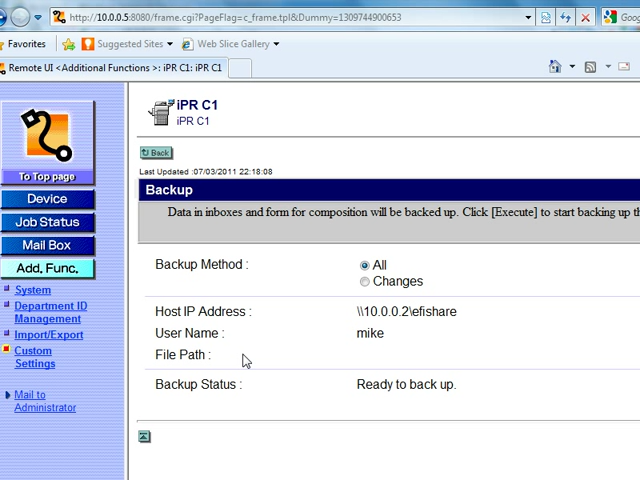 http://10.0.0.5:8080/frame.cgi?PageFlag=c_frame.tpl&Dummy=1309744900653
Favorites
Suggested Sites
Web Slice Gallery
Remote UI <Additional Functions >: iPR C1: iPR C1
iPR C1
iPR C1
Back
To Top page
Last Updated :07/03/2011 22:18:08
Backup
Data in inboxes and form for composition will be backed up. Click [Execute] to start backing up
Device
Job Status
Mail Box
Add. Func.
System
Department ID
Management
Import/Export
Custom
Settings
Mail to
Administrator
Backup Method :
All
Changes
Host IP Address :
\\10.0.0.2\efishare
User Name :
mike
File Path :
Backup Status :
Ready to back up.